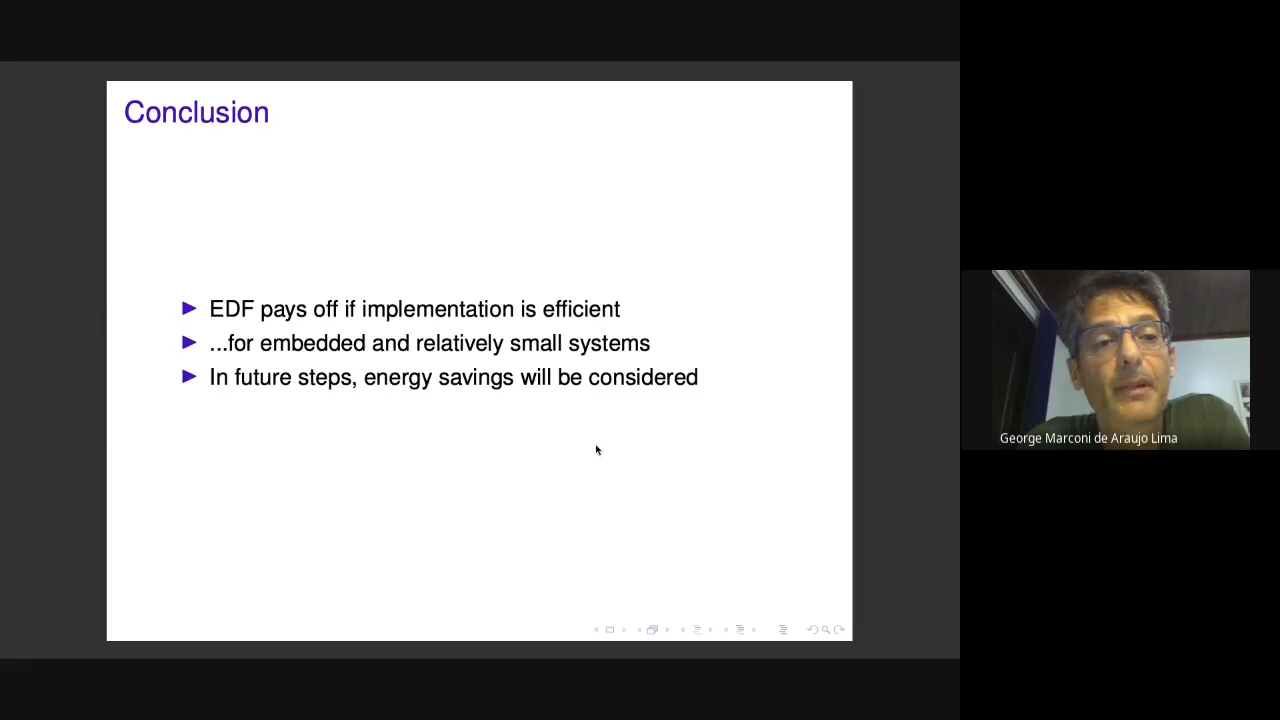 Conclusion
EDF pays off if implementation is efficient
...for embedded and relatively small systems
In future steps, energy savings will be considered
George Marconi de Araujo Lima